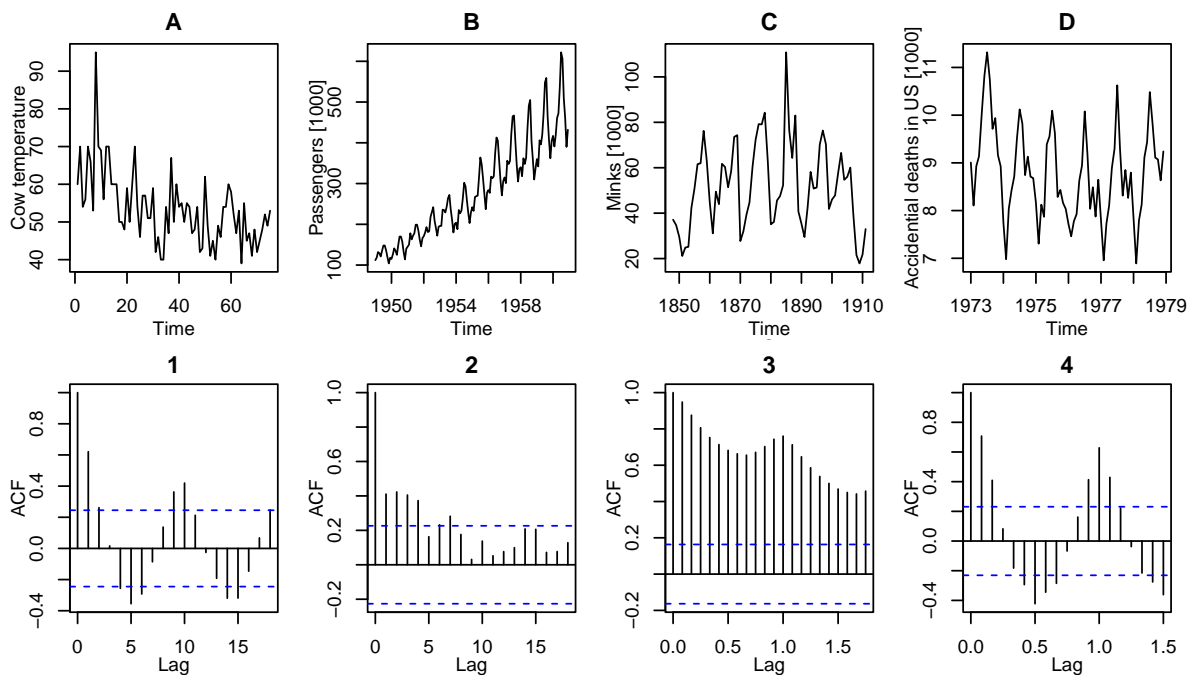 A
B
C
D
Cow temperature
40 50 60 70 80 90
0 20 40 60
Time
Passengers [1000]
100 300 500
1950 1954 1958
Time
Minks [1000]
20 40 60 80 100
1850 1870 1890 1910
Time
Accidential deaths in US [1000]
7 8 9 10 11
1973 1975 1977 1979
Time
1
2
3
4
ACF
−0.4 0.0 0.4 0.8
0 5 10 15
Lag
ACF
−0.2 0.2 0.6 1.0
0 5 10 15
Lag
ACF
−0.2 0.2 0.6 1.0
0.0 0.5 1.0 1.5
Lag
ACF
−0.4 0.0 0.4 0.8
0.0 0.5 1.0 1.5
Lag